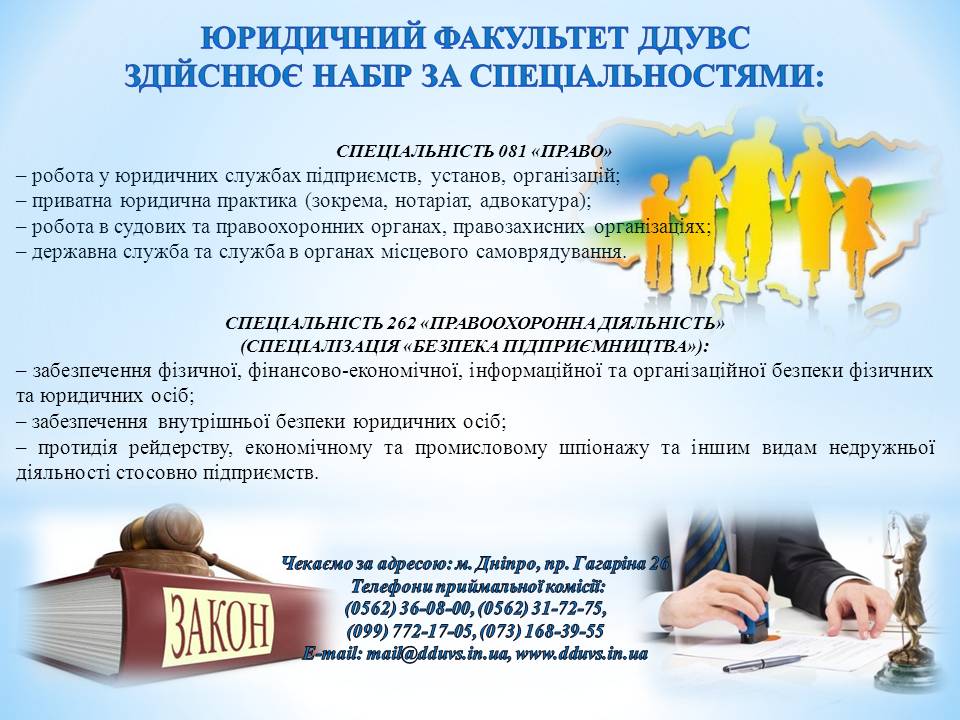 ЮРИДИЧНИЙ ФАКУЛЬТЕТ ДДУВС
ЗДІЙСНЮЄ НАБІР ЗА СПЕЦІАЛЬНОСТЯМИ:
СПЕЦІАЛЬНІСТЬ 081 «ПРАВО»
– робота у юридичних службах підприємств, установ, організацій;
– приватна юридична практика (зокрема, нотаріат, адвокатура);
– робота в судових та правоохоронних органах, правозахисних організаціях;
– державна служба та служба в органах місцевого самоврядування.
СПЕЦІАЛЬНІСТЬ 262 «ПРАВООХОРОННА ДІЯЛЬНІСТЬ»
(СПЕЦІАЛІЗАЦІЯ «БЕЗПЕКА ПІДПРИЄМНИЦТВА»):
– забезпечення фізичної, фінансово-економічної, інформаційної та організаційної безпеки фізичних
та юридичних осіб;
– забезпечення внутрішньої безпеки юридичних осіб;
– протидія рейдерству, економічному та промисловому шпіонажу та іншим видам недружньої
діяльності стосовно підприємств.
Чекаємо за адресою: м. Дніпро, пр. Гагаріна 26
Телефони приймальної комісії:
(0562) 36-08-00, (0562) 31-72-75,
(099) 772-17-05, (073) 168-39-55
E-mail: mail@dduvs.in.ua, www.dduvs.in.ua
ЗАКОН